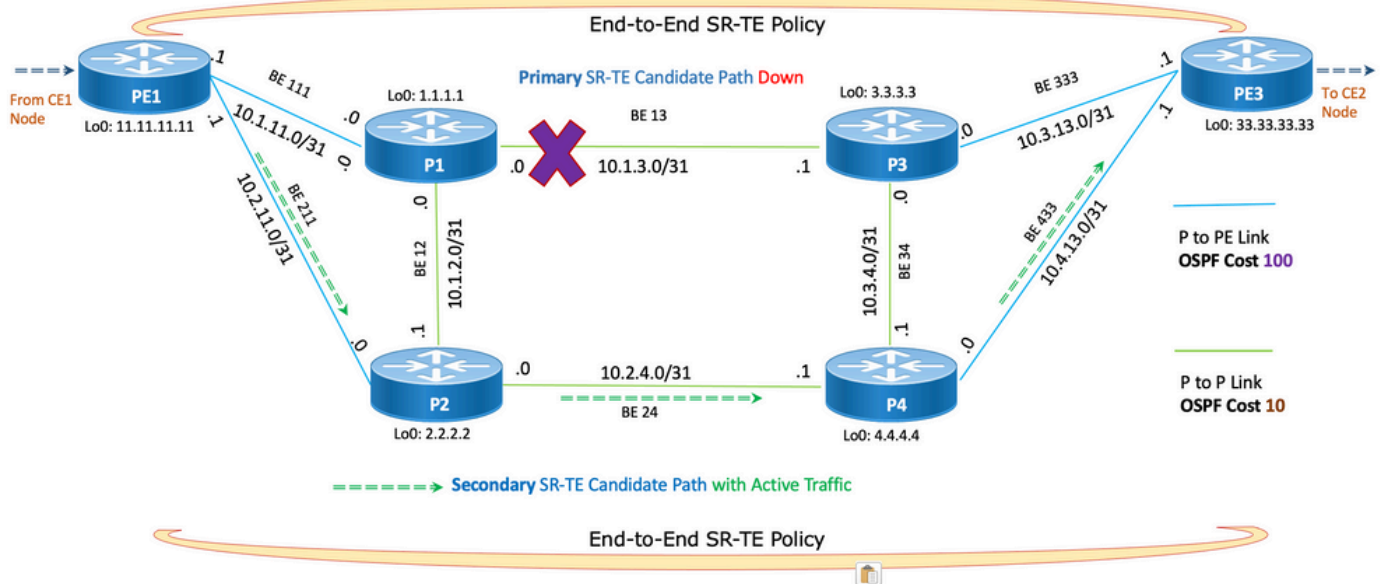 End-to-End SR-TE Policy
Primary SR-TE Candidate Path Down
PE1
From CE1
Node
Lo0: 11.11.11.11
.1
.1
BE 111
10.1.11.0/31
.0
.0
Lo0: 1.1.1.1
P1
BE 13
.0
10.1.3.0/31
.1
Lo0: 3.3.3.3
P3
.0
BE 333
10.3.13.0/31
.1
.1
PE3
To CE2
Node
Lo0: 33.33.33.33
BE 211
10.2.11.0/31
.0
.0
BE 12
10.1.2.0/31
.1
.0
10.3.4.0/31
BE 34
.1
BE 433
10.4.13.0/31
.0
P to PE Link
OSPF Cost 100
P2
Lo0: 2.2.2.2
.0
10.2.4.0/31
.1
BE 24
P4
Lo0: 4.4.4.4
P to P Link
OSPF Cost 10
Secondary SR-TE Candidate Path with Active Traffic
End-to-End SR-TE Policy